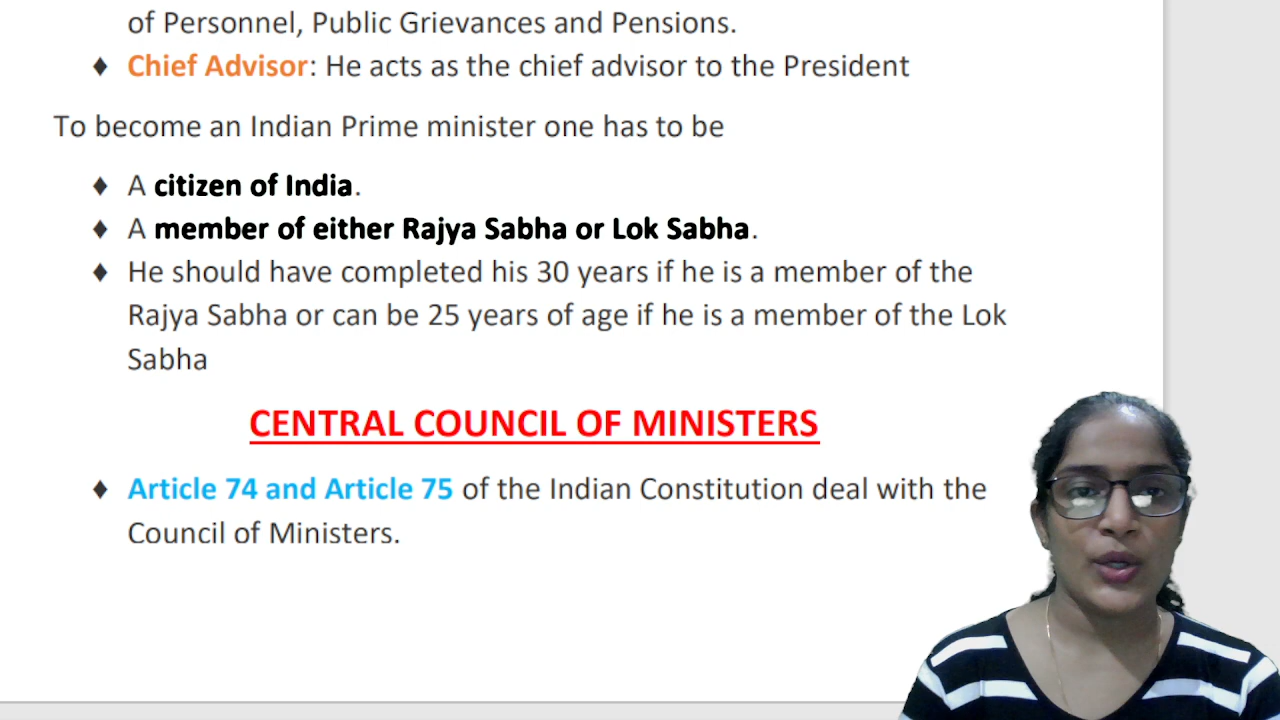 of Personnel, Public Grievances and Pensions.
♦ Chief Advisor: He acts as the chief advisor to the President
To become an Indian Prime minister one has to be
♦ A citizen of India.
♦ A member of either Rajya Sabha or Lok Sabha.
♦ He should have completed his 30 years if he is a member of the
Rajya Sabha or can be 25 years of age if he is a member of the Lok
Sabha
CENTRAL COUNCIL OF MINISTERS
♦ Article 74 and Article 75 of the Indian Constitution deal with the
Council of Ministers.